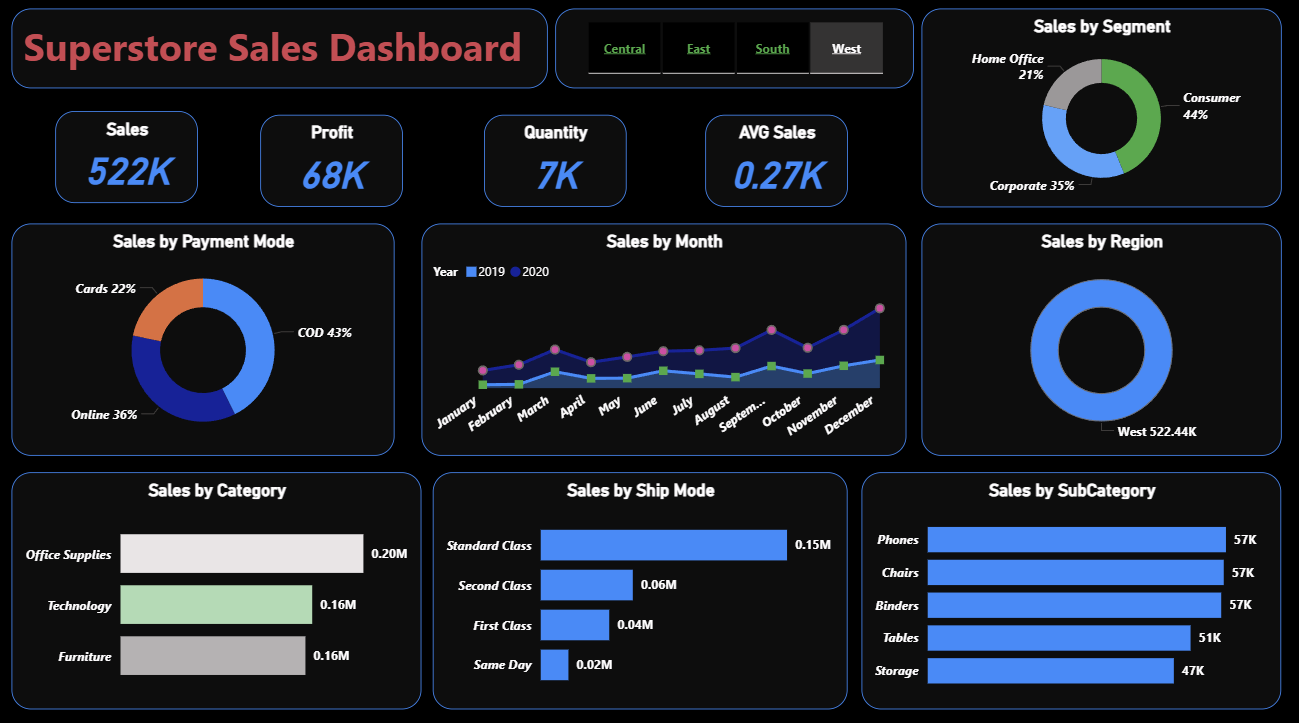 Superstore Sales Dashboard
Central
East
South
West
Sales by Segment
Home Office
21%
Consumer
44%
Corporate 35%
Sales
522K
Profit
68K
Quantity
7K
AVG Sales
0.27K
Sales by Payment Mode
Cards 22%
COD 43%
Online 36%
Sales by Month
Year 2019 2020
January
February
March
April
May
June
July
August
Septem...
October
November
December
Sales by Region
West 522.44K
Sales by Category
Office Supplies 0.20M
Technology 0.16M
Furniture 0.16M
Sales by Ship Mode
Standard Class 0.15M
Second Class 0.06M
First Class 0.04M
Same Day 0.02M
Sales by SubCategory
Phones 57K
Chairs 57K
Binders 57K
Tables 51K
Storage 47K